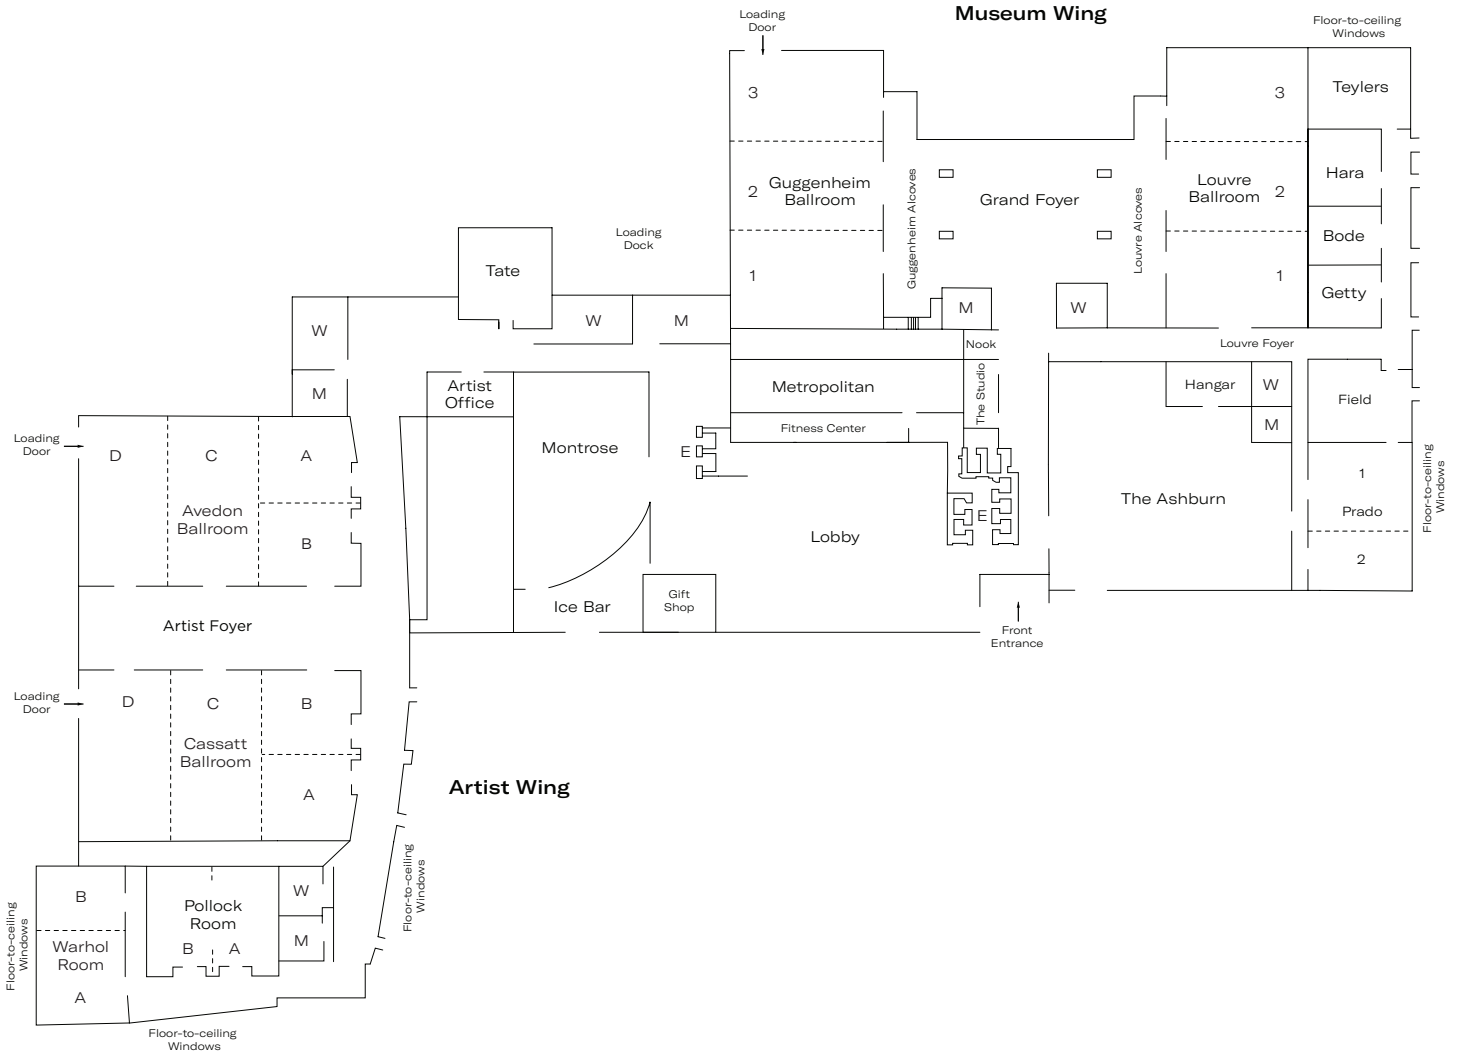 Museum Wing
Loading
Door
Floor-to-ceiling
Windows
3
3
Teylers
2
Guggenheim
Ballroom
Guggenheim Alcoves
Grand Foyer
Louvre Alcoves
Louvre
Ballroom
2
Hara
Bode
Loading
Dock
Tate
1
1
Getty
W
W
M
M
W
Nook
Louvre Foyer
M
Artist
Office
Metropolitan
The Studio
Hangar
W
Field
Fitness Center
M
Loading
Door
D
C
A
Montrose
E
Avedon
Ballroom
B
Lobby
E
The Ashburn
1
Prado
2
Floor-to-ceiling
Windows
Artist Foyer
Ice Bar
Gift
Shop
Front
Entrance
Loading
Door
D
C
B
Cassatt
Ballroom
A
Artist Wing
Floor-to-ceiling
Windows
B
Warhol
Room
A
Pollock
Room
B
A
W
M
Floor-to-ceiling
Windows
Floor-to-ceiling
Windows